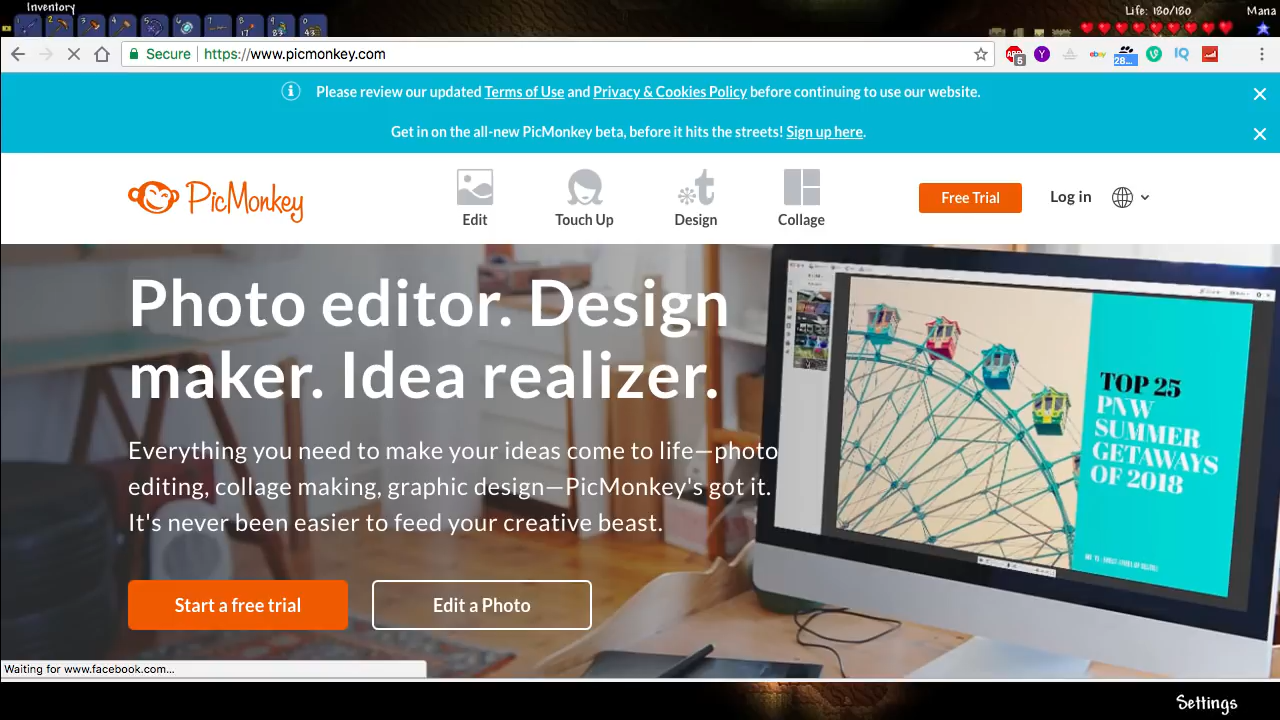 Inventory
Life: 180/180
Mana
Secure
https://www.picmonkey.com
Please review our updated Terms of Use and Privacy & Cookies Policy before continuing to use our website.
Get in on the all-new PicMonkey beta, before it hits the streets! Sign up here.
PicMonkey
Edit
Touch Up
Design
Collage
Free Trial
Log in
Photo editor. Design
maker. Idea realizer.
Everything you need to make your ideas come to life—photo
editing, collage making, graphic design—PicMonkey's got it.
It's never been easier to feed your creative beast.
TOP 25
PNW
SUMMER
GETAWAYS
OF 2018
Start a free trial
Edit a Photo
Waiting for www.facebook.com...
Settings